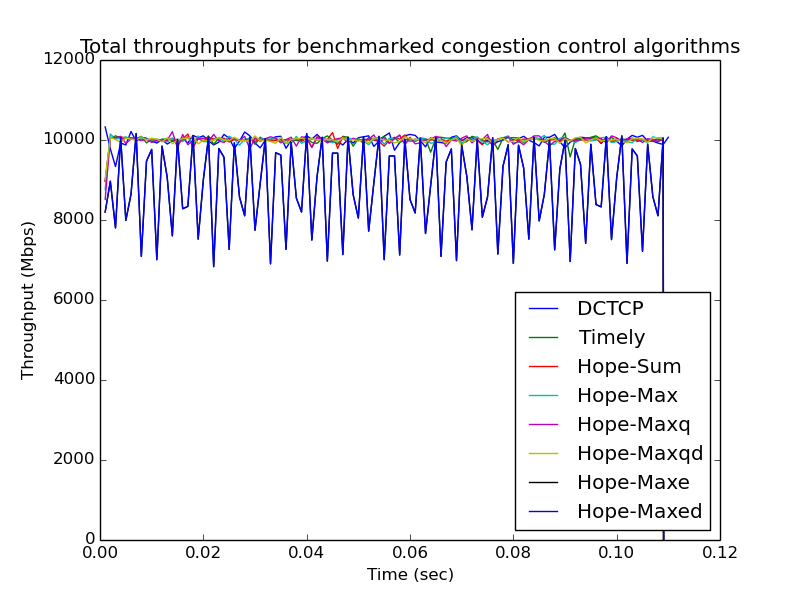 Total throughputs for benchmarked congestion control algorithms
12000
10000
8000
6000
4000
2000
0
Throughput (Mbps)
DCTCP
Timely
Hope-Sum
Hope-Max
Hope-Maxq
Hope-Maxqd
Hope-Maxe
Hope-Maxed
0.00 0.02 0.04 0.06 0.08 0.10 0.12
Time (sec)